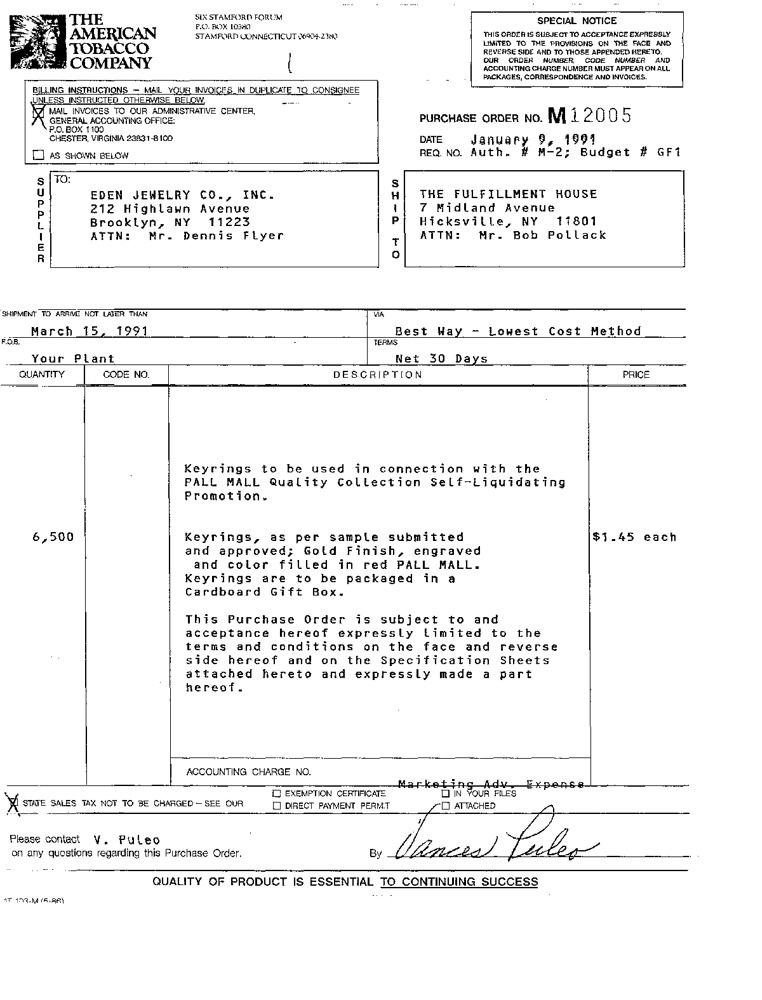 THE
AMERICAN
TOBACCO
COMPANY
SIX STAMFORD FORUM
P.O. BOX 10380
STAMFORD CONNECTICUT 06904-2380
SPECIAL NOTICE
THIS ORDER IS SUBJECT TO ACCEPTANCE EXPRESSLY
LIMITED TO THE PROVISIONS ON THE FACE AND
REVERSE SIDE AND TO THOSE APPENDED HERETO.
OUR ORDER NUMBER CODE NUMBER AND
ACCOUNTING CHARGE NUMBER MUST APPEAR ON ALL
PACKAGES, CORRESPONDENCE AND INVOICES.
BILLING INSTRUCTIONS – MAIL YOUR INVOICES IN DUPLICATE TO CONSIGNEE
UNLESS INSTRUCTED OTHERWISE BELOW.
MAIL INVOICES TO OUR ADMINISTRATIVE CENTER,
GENERAL ACCOUNTING OFFICE:
P.O. BOX 1100
CHESTER, VIRGINIA 23831-8100
AS SHOWN BELOW
PURCHASE ORDER NO. M12005
DATE January 9, 1991
REQ. NO. Auth. # M-2; Budget # GF1
SUPPLIER
TO:
EDEN JEWELRY CO., INC.
212 Highlawn Avenue
Brooklyn, NY 11223
ATTN: Mr. Dennis Flyer
SHIP TO
THE FULFILLMENT HOUSE
7 Midland Avenue
Hicksville, NY 11801
ATTN: Mr. Bob Pollack
SHIPMENT TO ARRIVE NOT LATER THAN
March 15, 1991
VIA
Best Way - Lowest Cost Method
F.O.B.
Your Plant
TERMS
Net 30 Days
QUANTITY CODE NO. DESCRIPTION PRICE
Keyrings to be used in connection with the
PALL MALL Quality Collection Self-Liquidating
Promotion.
6,500 Keyrings, as per sample submitted $1.45 each
and approved; Gold Finish, engraved
and color filled in red PALL MALL.
Keyrings are to be packaged in a
Cardboard Gift Box.
This Purchase Order is subject to and
acceptance hereof expressly limited to the
terms and conditions on the face and reverse
side hereof and on the Specification Sheets
attached hereto and expressly made a part
hereof.
ACCOUNTING CHARGE NO.
Marketing Adv. Expense
STATE SALES TAX NOT TO BE CHARGED – SEE OUR
EXEMPTION CERTIFICATE
DIRECT PAYMENT PERMIT
IN YOUR FILES
ATTACHED
Please contact V. Puleo
on any questions regarding this Purchase Order.
By Vances Puleo
QUALITY OF PRODUCT IS ESSENTIAL TO CONTINUING SUCCESS